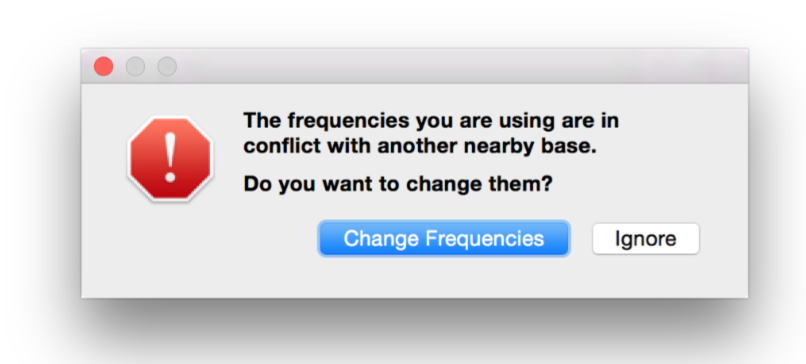 The frequencies you are using are in
conflict with another nearby base.
Do you want to change them?
Change Frequencies
Ignore